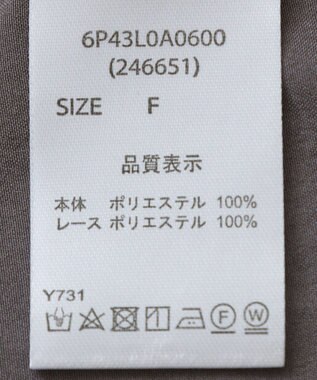 6P43L0A0600
(246651)
SIZE F
品質表示
本体 ポリエステル 100%
レース ポリエステル 100%
Y731
F W